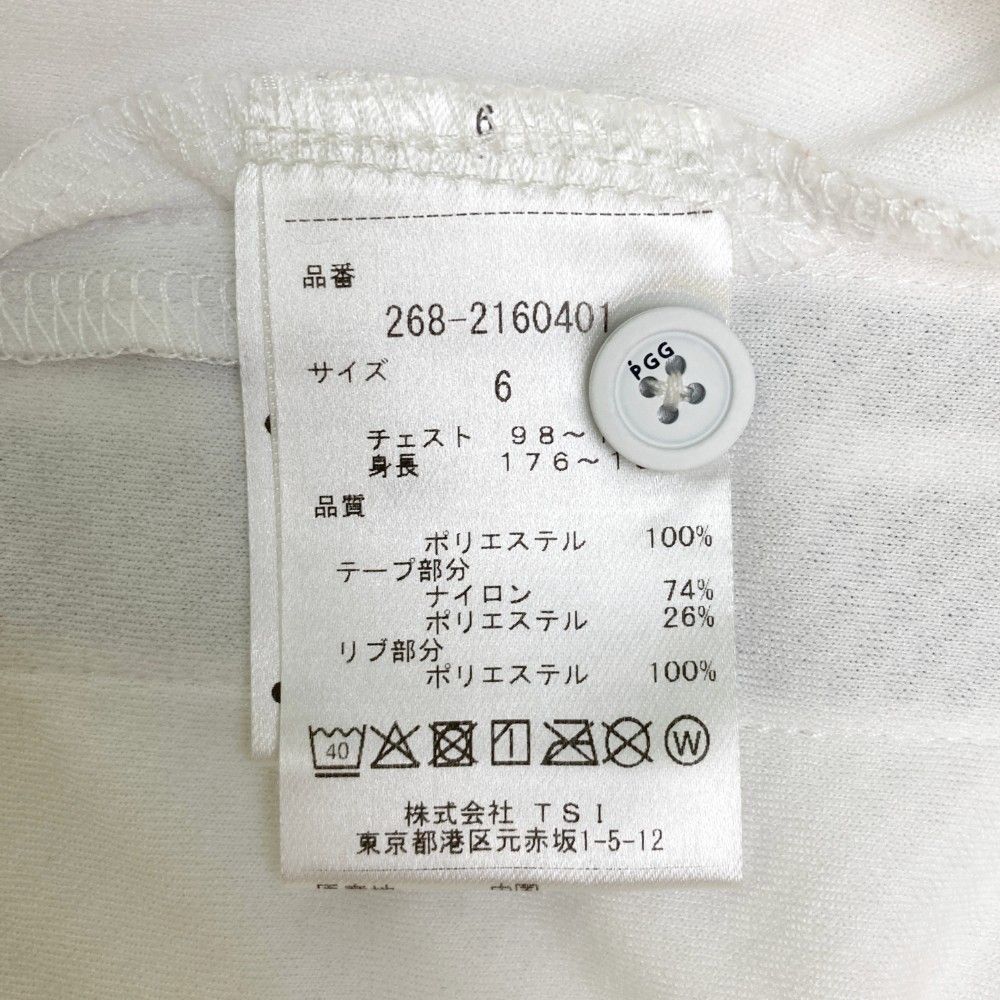 6
品番
268-2160401
PGG
サイズ
6
チェスト 98～
身長 176～1
品質
ポリエステル 100%
テープ部分
ナイロン 74%
ポリエステル 26%
リブ部分
ポリエステル 100%
40
W
株式会社 TSI
東京都港区元赤坂1-5-12